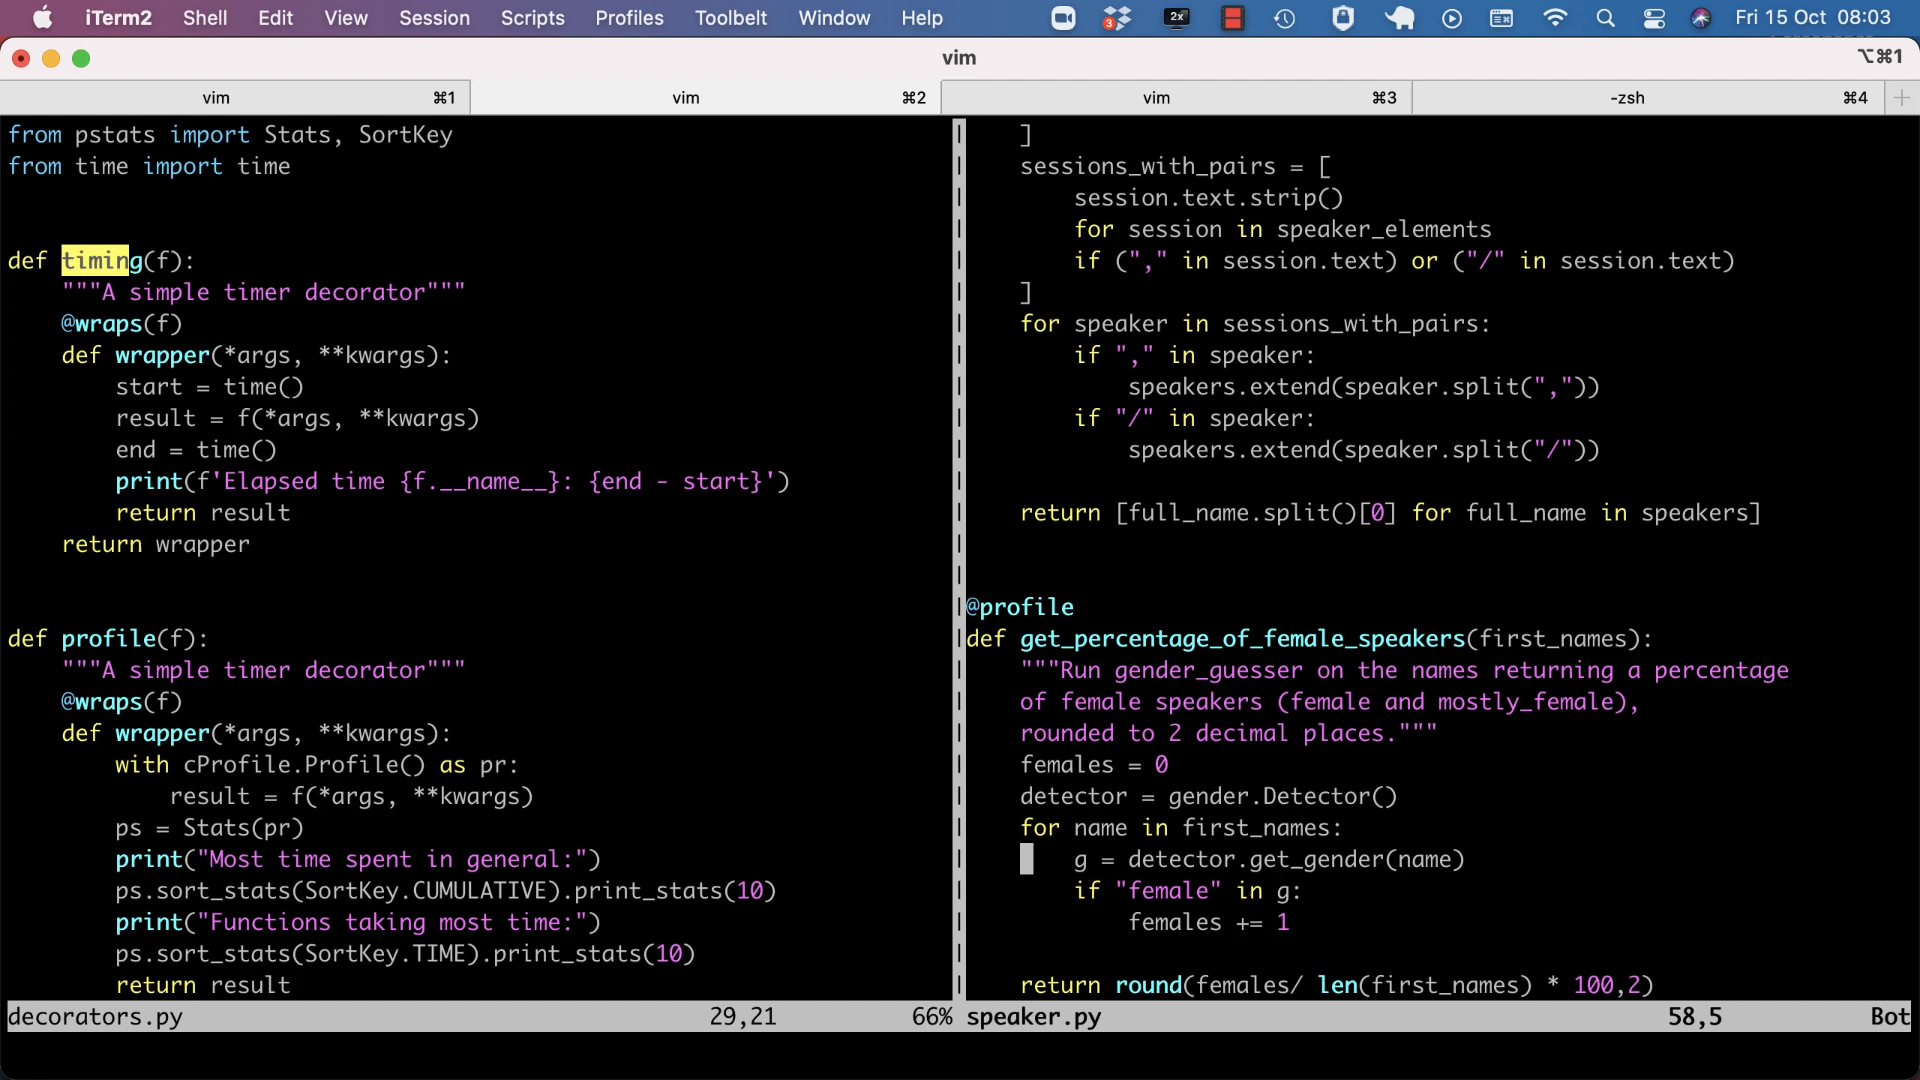 iTerm2 Shell Edit View Session Scripts Profiles Toolbelt Window Help 3 2x Fri 15 Oct 08:03
vim ⌥⌘1
vim ⌘1 vim ⌘2 vim ⌘3 -zsh ⌘4
from pstats import Stats, SortKey
from time import time
def timing(f):
    """A simple timer decorator"""
    @wraps(f)
    def wrapper(*args, **kwargs):
        start = time()
        result = f(*args, **kwargs)
        end = time()
        print(f'Elapsed time {f.__name__}: {end - start}')
        return result
    return wrapper
def profile(f):
    """A simple timer decorator"""
    @wraps(f)
    def wrapper(*args, **kwargs):
        with cProfile.Profile() as pr:
            result = f(*args, **kwargs)
        ps = Stats(pr)
        print("Most time spent in general:")
        ps.sort_stats(SortKey.CUMULATIVE).print_stats(10)
        print("Functions taking most time:")
        ps.sort_stats(SortKey.TIME).print_stats(10)
        return result
decorators.py 29,21 66%
    ]
    sessions_with_pairs = [
        session.text.strip()
        for session in speaker_elements
        if ("," in session.text) or ("/" in session.text)
    ]
    for speaker in sessions_with_pairs:
        if "," in speaker:
            speakers.extend(speaker.split(","))
        if "/" in speaker:
            speakers.extend(speaker.split("/"))
    return [full_name.split()[0] for full_name in speakers]
@profile
def get_percentage_of_female_speakers(first_names):
    """Run gender_guesser on the names returning a percentage
    of female speakers (female and mostly_female),
    rounded to 2 decimal places."""
    females = 0
    detector = gender.Detector()
    for name in first_names:
        g = detector.get_gender(name)
        if "female" in g:
            females += 1
    return round(females/ len(first_names) * 100,2)
speaker.py 58,5 Bot